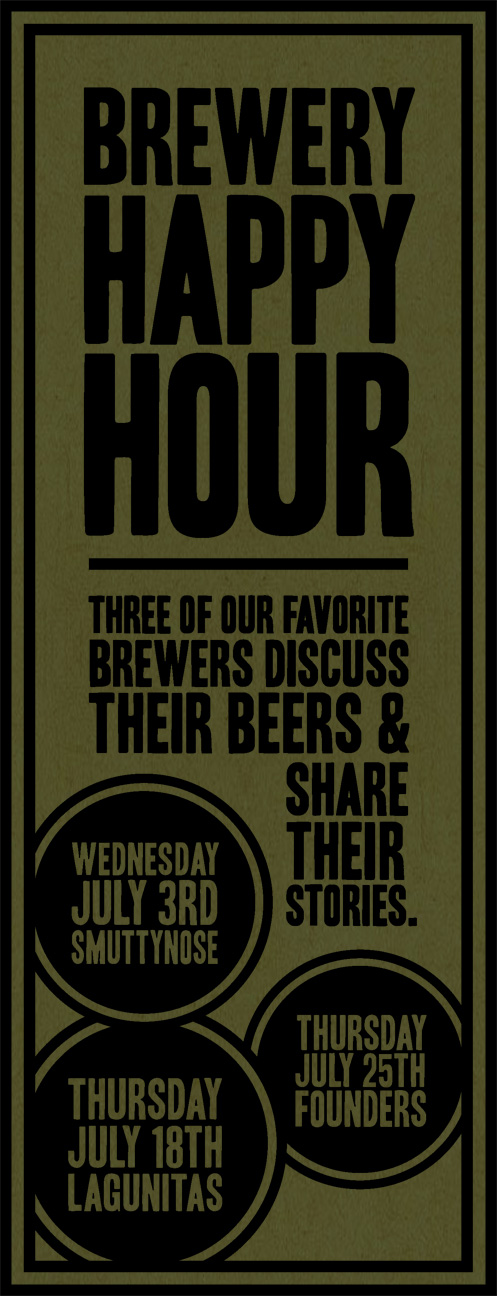 BREWERY
HAPPY
HOUR
THREE OF OUR FAVORITE
BREWERS DISCUSS
THEIR BEERS &
SHARE
THEIR
STORIES.
WEDNESDAY
JULY 3RD
SMUTTYNOSE
THURSDAY
JULY 18TH
LAGUNITAS
THURSDAY
JULY 25TH
FOUNDERS